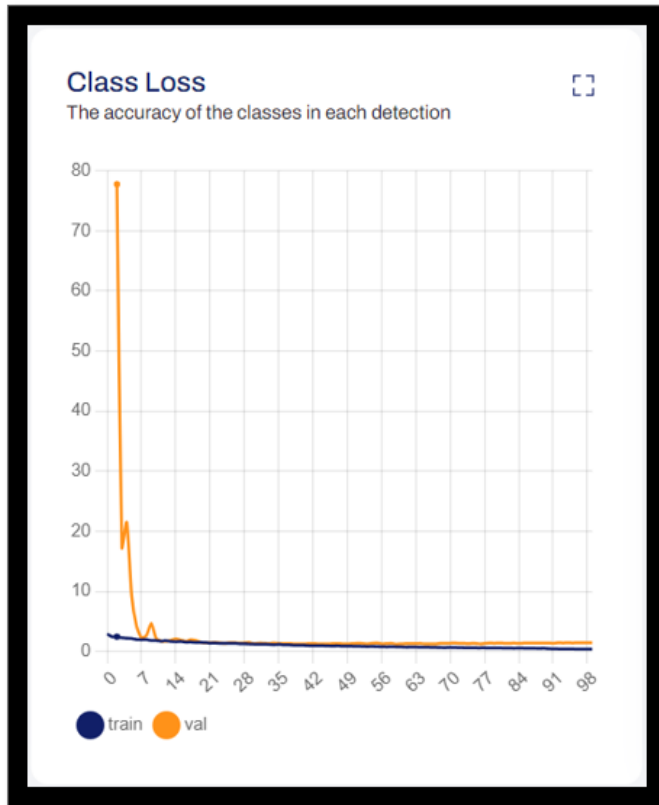 Class Loss
The accuracy of the classes in each detection
80
70
60
50
40
30
20
10
0
0 7 14 21 28 35 42 49 56 63 70 77 84 91 98
train val